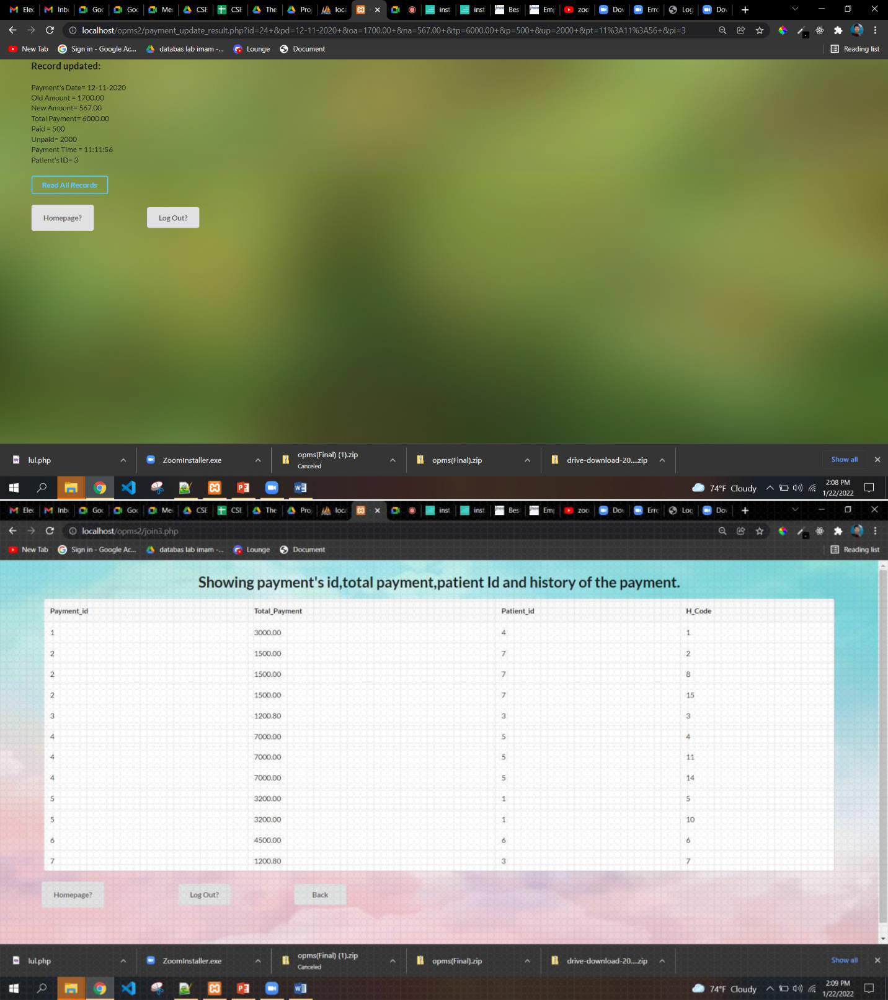 Elec Inb Goo Goo Me CSE CSE The Pro loca inst inst Bes Emp zoo Dov Erro Log Dov
localhost/opms2/payment_update_result.php?id=24+&pd=12-11-2020+&oa=1700.00+&na=567.00+&tp=6000.00+&p=500+&up=2000+&pt=11%3A11%3A56+&pi=3
New Tab Sign in - Google Ac... databas lab imam -... Lounge Document Reading list
Record updated:
Payment's Date= 12-11-2020
Old Amount = 1700.00
New Amount= 567.00
Total Payment= 6000.00
Paid = 500
Unpaid= 2000
Payment Time = 11:11:56
Patient's ID= 3
Read All Records
Homepage? Log Out?
lul.php ZoomInstaller.exe opms(Final) (1).zip opms(Final).zip drive-download-20....zip Show all
Canceled
74°F Cloudy 2:08 PM
1/22/2022
Elec Inb Goo Goo Me CSE CSE The Pro loca inst inst Bes Emp zoo Dov Erro Log Dov
localhost/opms2/join3.php
New Tab Sign in - Google Ac... databas lab imam -... Lounge Document Reading list
Showing payment's id,total payment,patient Id and history of the payment.
Payment_id Total_Payment Patient_id H_Code
1 3000.00 4 1
2 1500.00 7 2
2 1500.00 7 8
2 1500.00 7 15
3 1200.80 3 3
4 7000.00 5 4
4 7000.00 5 11
4 7000.00 5 14
5 3200.00 1 5
5 3200.00 1 10
6 4500.00 6 6
7 1200.80 3 7
Homepage? Log Out? Back
lul.php ZoomInstaller.exe opms(Final) (1).zip opms(Final).zip drive-download-20....zip Show all
Canceled
74°F Cloudy 2:09 PM
1/22/2022